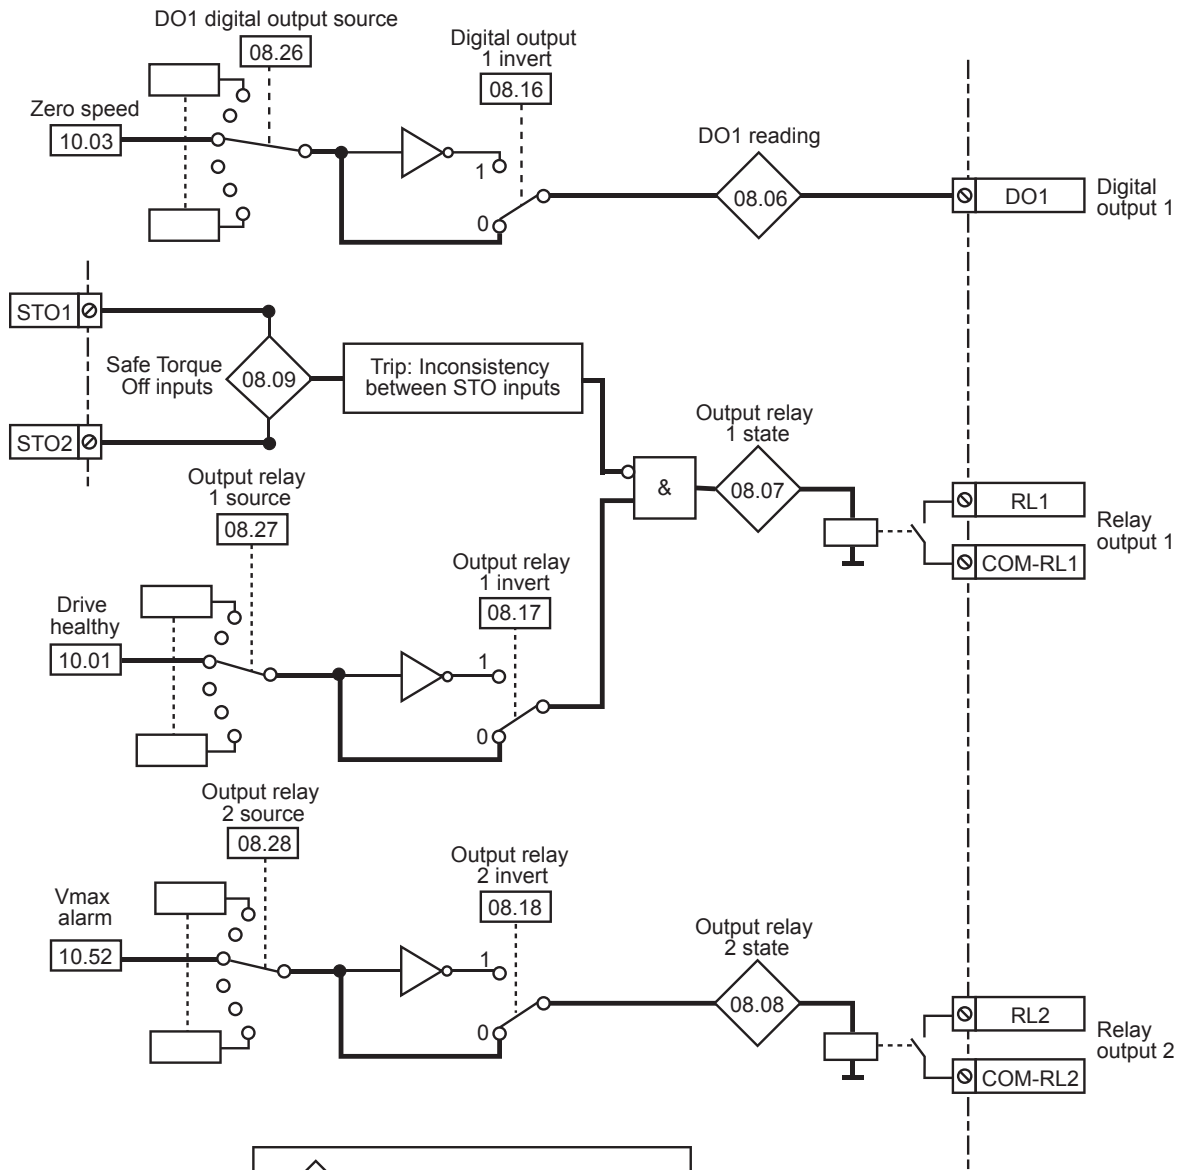 DO1 digital output source
08.26
Digital output
1 invert
08.16
Zero speed
10.03
1
0
DO1 reading
08.06
DO1
Digital
output 1
STO1
Safe Torque
Off inputs
08.09
Trip: Inconsistency
between STO inputs
STO2
Output relay
1 source
08.27
Output relay
1 state
&
08.07
RL1
COM-RL1
Relay
output 1
Output relay
1 invert
08.17
Drive
healthy
10.01
1
0
Output relay
2 source
08.28
Output relay
2 invert
08.18
Vmax
alarm
10.52
1
0
Output relay
2 state
08.08
RL2
COM-RL2
Relay
output 2